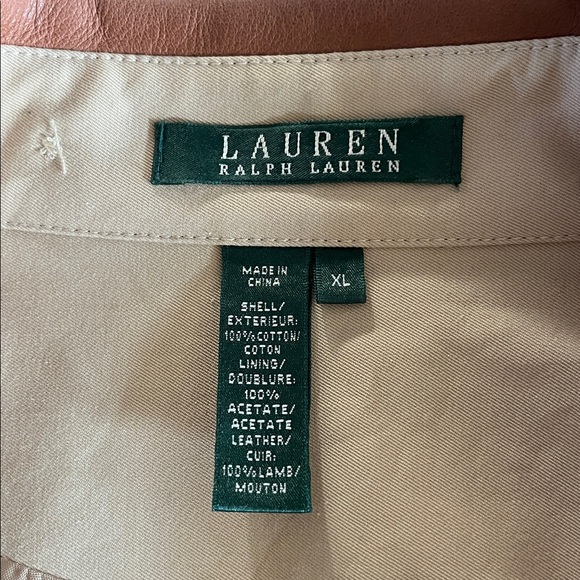 LAUREN
RALPH LAUREN
MADE IN
CHINA
XL
SHELL/
EXTERIEUR:
100% COTTON/
COTON
LINING/
DOUBLURE:
100%
ACETATE/
ACETATE
LEATHER/
CUIR:
100% LAMB/
MOUTON